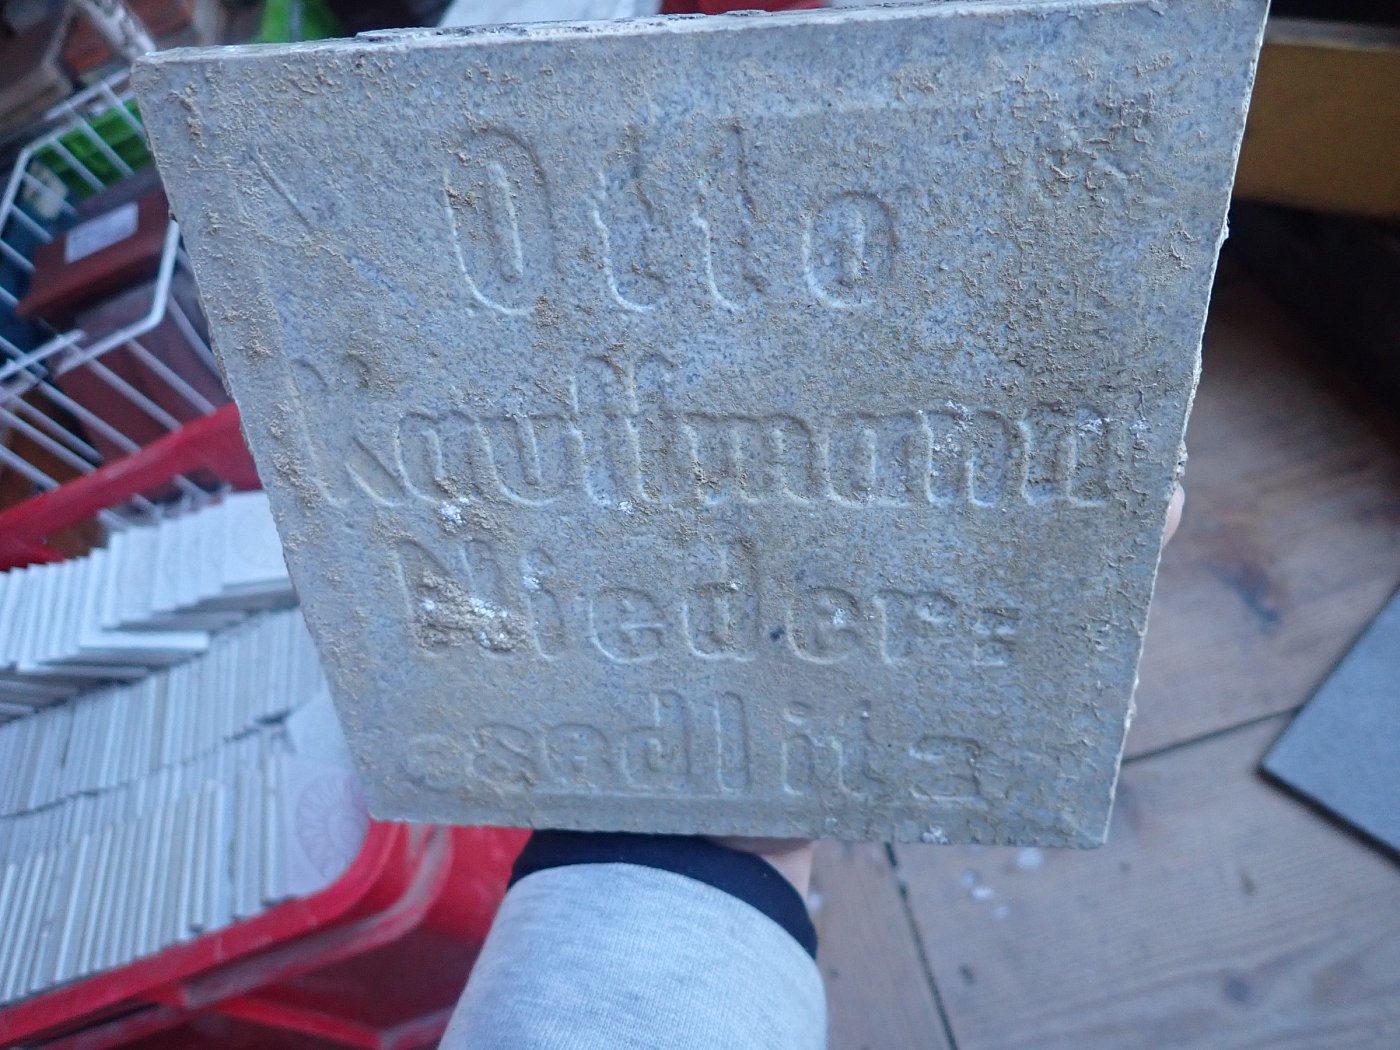 Otto
Kauffmann
Nieder=
sedlitz